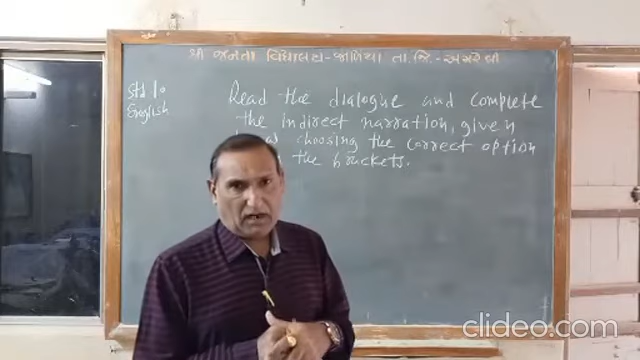 શ્રી જનતા વિદ્યાલય-જાળિયા તા.જિ.-અમરેલી
Std 10
English
Read the dialogue and complete
the indirect narration, given
choosing the correct option
the brackets.
clideo.com